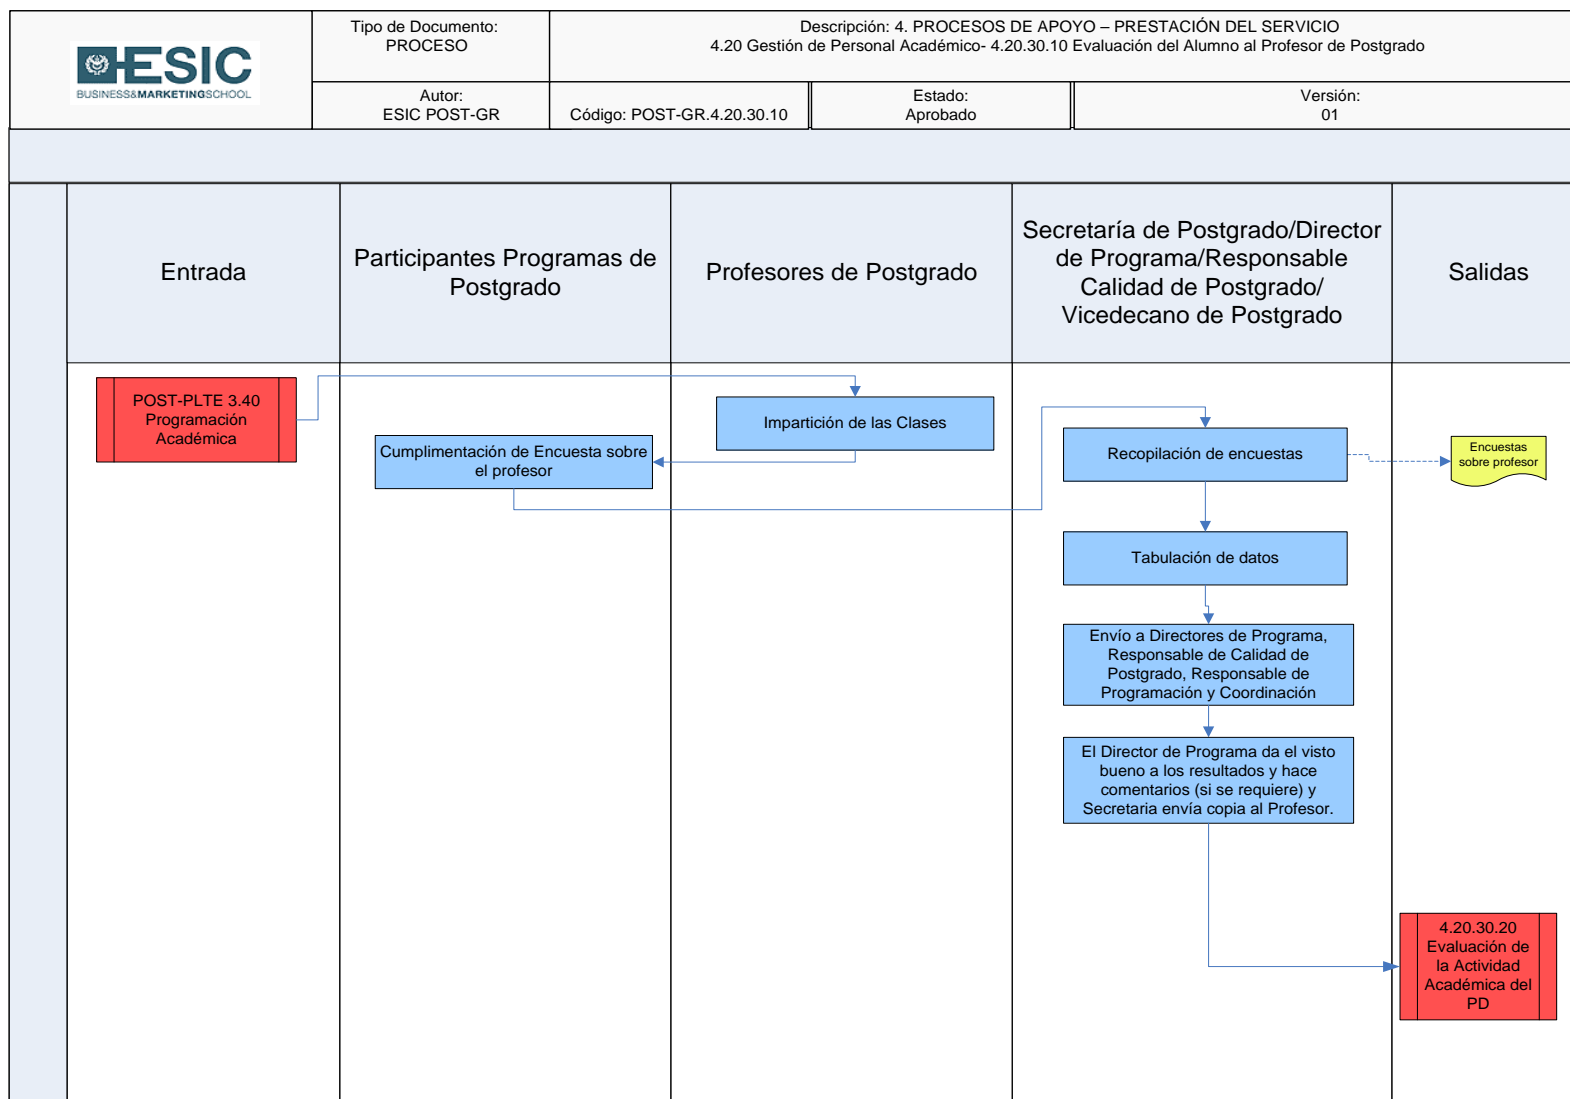 ESIC
BUSINESS&MARKETINGSCHOOL
Tipo de Documento:
PROCESO
Descripción: 4. PROCESOS DE APOYO – PRESTACIÓN DEL SERVICIO
4.20 Gestión de Personal Académico- 4.20.30.10 Evaluación del Alumno al Profesor de Postgrado
Autor:
ESIC POST-GR
Código: POST-GR.4.20.30.10
Estado:
Aprobado
Versión:
01
Entrada
Participantes Programas de
Postgrado
Profesores de Postgrado
Secretaría de Postgrado/Director
de Programa/Responsable
Calidad de Postgrado/
Vicedecano de Postgrado
Salidas
POST-PLTE 3.40
Programación
Académica
Impartición de las Clases
Cumplimentación de Encuesta sobre
el profesor
Recopilación de encuestas
Encuestas
sobre profesor
Tabulación de datos
Envío a Directores de Programa,
Responsable de Calidad de
Postgrado, Responsable de
Programación y Coordinación
El Director de Programa da el visto
bueno a los resultados y hace
comentarios (si se requiere) y
Secretaria envía copia al Profesor.
4.20.30.20
Evaluación de
la Actividad
Académica del
PD